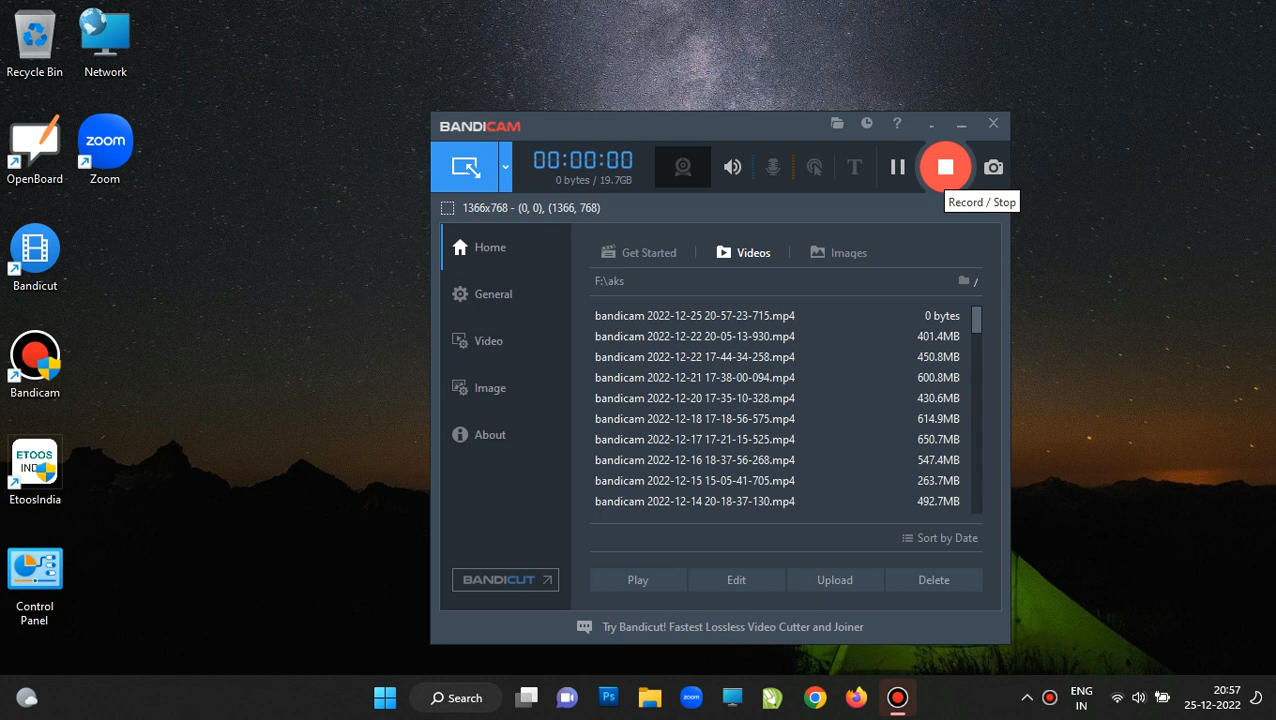 Recycle Bin
Network
OpenBoard
zoom
Zoom
Bandicut
Bandicam
ETOOS
INDIA
EtoosIndia
Control
Panel
BANDICAM
?
00:00:00
0 bytes / 19.7GB
T
Record / Stop
1366x768 - (0, 0), (1366, 768)
Home
General
Video
Image
About
BANDICUT
Get Started
Videos
Images
F:\aks
/
bandicam 2022-12-25 20-57-23-715.mp4 0 bytes
bandicam 2022-12-22 20-05-13-930.mp4 401.4MB
bandicam 2022-12-22 17-44-34-258.mp4 450.8MB
bandicam 2022-12-21 17-38-00-094.mp4 600.8MB
bandicam 2022-12-20 17-35-10-328.mp4 430.6MB
bandicam 2022-12-18 17-18-56-575.mp4 614.9MB
bandicam 2022-12-17 17-21-15-525.mp4 650.7MB
bandicam 2022-12-16 18-37-56-268.mp4 547.4MB
bandicam 2022-12-15 15-05-41-705.mp4 263.7MB
bandicam 2022-12-14 20-18-37-130.mp4 492.7MB
Sort by Date
Play Edit Upload Delete
Try Bandicut! Fastest Lossless Video Cutter and Joiner
Search
Ps
zoom
ENG
IN
20:57
25-12-2022